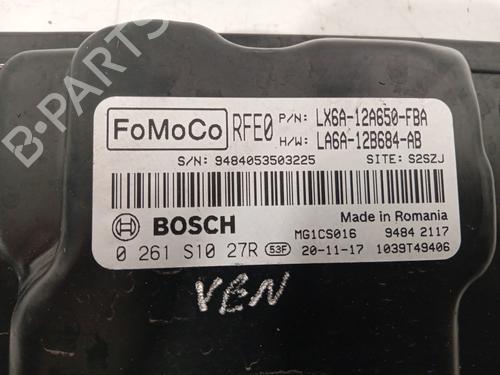 FoMoCo RFE0 P/N: LX6A-12A650-FBA
H/W: LA6A-12B684-AB
S/N: 9484053503225 SITE: S2SZJ
BOSCH Made in Romania
MG1CS016 9484 2117
0 261 S10 27R 53F 20-11-17 1039T49406
VEN
B-PARTS